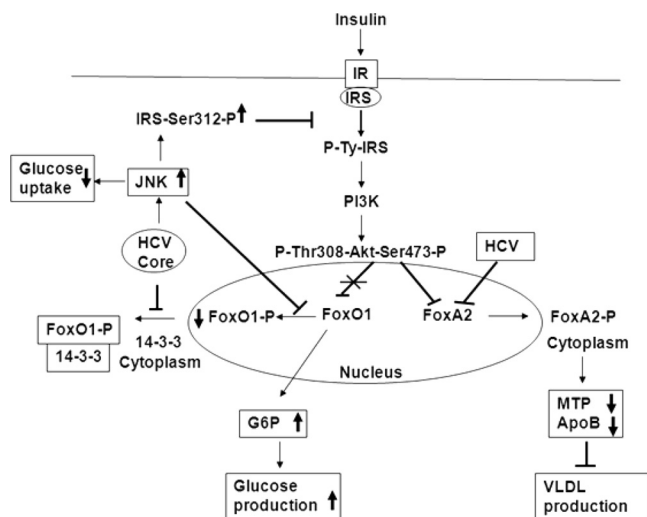 Insulin
IR
IRS
IRS-Ser312-P
P-Ty-IRS
Glucose
uptake
JNK
PI3K
HCV
Core
P-Thr308-Akt-Ser473-P
HCV
FoxO1-P
14-3-3
14-3-3
Cytoplasm
FoxO1-P
FoxO1
FoxA2
FoxA2-P
Cytoplasm
Nucleus
G6P
MTP
ApoB
Glucose
production
VLDL
production